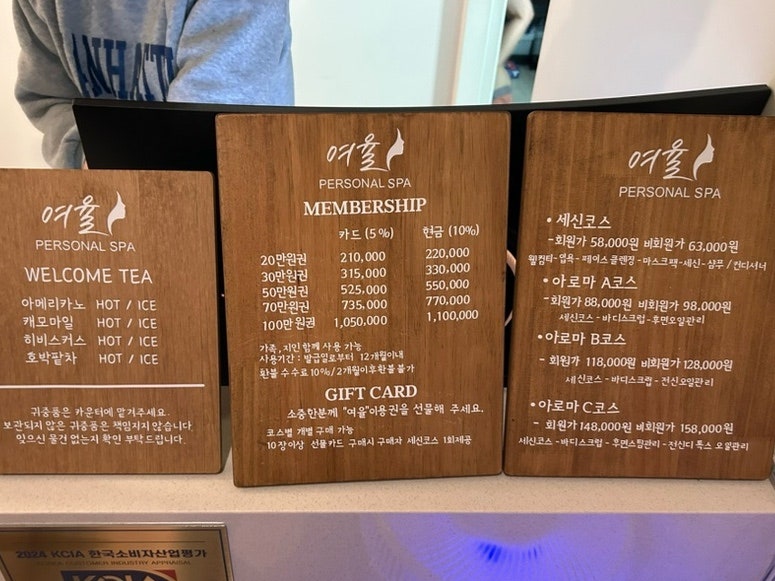 여율
PERSONAL SPA
WELCOME TEA
아메리카노 HOT / ICE
캐모마일 HOT / ICE
히비스커스 HOT / ICE
호박팥차 HOT / ICE
귀중품은 카운터에 맡겨주세요.
보관되지 않은 귀중품은 책임지지 않습니다.
잊으신 물건 없는지 확인 부탁드립니다.
여율
PERSONAL SPA
MEMBERSHIP
카드 (5%) 현금 (10%)
20만원권 210,000 220,000
30만원권 315,000 330,000
50만원권 525,000 550,000
70만원권 735,000 770,000
100만원권 1,050,000 1,100,000
가족, 지인 함께 사용 가능
사용기간 : 발급일로부터 12개월이내
환불 수수료 10% / 2개월이후 환불 불가
GIFT CARD
소중한분께 "여율"이용권을 선물해 주세요.
코스별 개별 구매 가능
10장이상 선물카드 구매시 구매자 세신코스 1회제공
여율
PERSONAL SPA
• 세신코스
- 회원가 58,000원 비회원가 63,000원
웰컴티 - 입욕 - 페이스 클렌징 - 마스크팩 - 세신 - 샴푸 / 컨디셔너
• 아로마 A코스
- 회원가 88,000원 비회원가 98,000원
세신코스 - 바디스크럽 - 후면오일관리
• 아로마 B코스
- 회원가 118,000원 비회원가 128,000원
세신코스 - 바디스크럽 - 전신오일관리
• 아로마 C코스
- 회원가 148,000원 비회원가 158,000원
세신코스 - 바디스크럽 - 후면스팀관리 - 전신디톡스 오일관리
2024 KCIA 한국소비자산업평가
KOREA CUSTOMER INDUSTRY APPRAISAL
KCIA